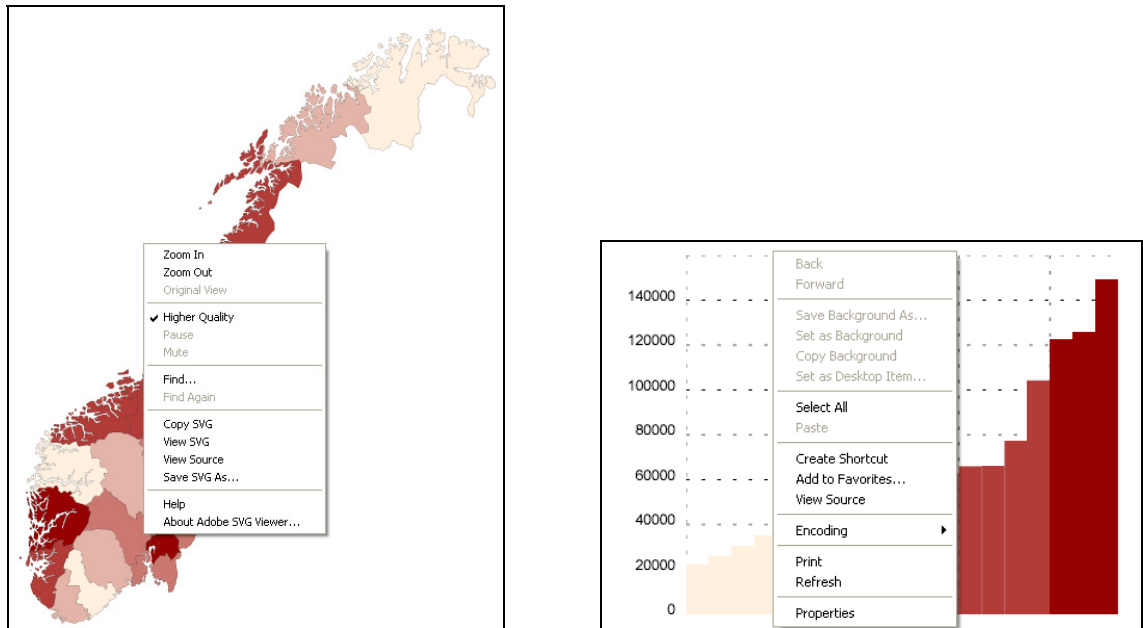 Zoom In
Zoom Out
Original View
Higher Quality
Pause
Mute
Find...
Find Again
Copy SVG
View SVG
View Source
Save SVG As...
Help
About Adobe SVG Viewer...
140000
120000
100000
80000
60000
40000
20000
0
Back
Forward
Save Background As...
Set as Background
Copy Background
Set as Desktop Item...
Select All
Paste
Create Shortcut
Add to Favorites...
View Source
Encoding
Print
Refresh
Properties